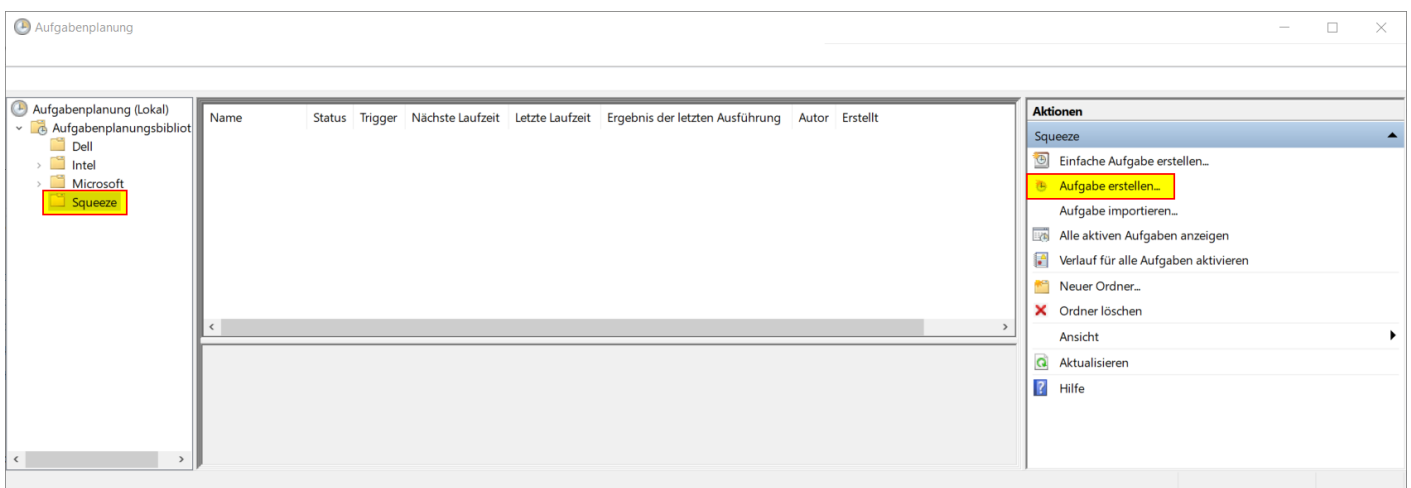 Aufgabenplanung
Aufgabenplanung (Lokal)
Aufgabenplanungsbibliot
Dell
Intel
Microsoft
Squeeze
Name Status Trigger Nächste Laufzeit Letzte Laufzeit Ergebnis der letzten Ausführung Autor Erstellt
Aktionen
Squeeze
Einfache Aufgabe erstellen...
Aufgabe erstellen...
Aufgabe importieren...
Alle aktiven Aufgaben anzeigen
Verlauf für alle Aufgaben aktivieren
Neuer Ordner...
Ordner löschen
Ansicht
Aktualisieren
Hilfe